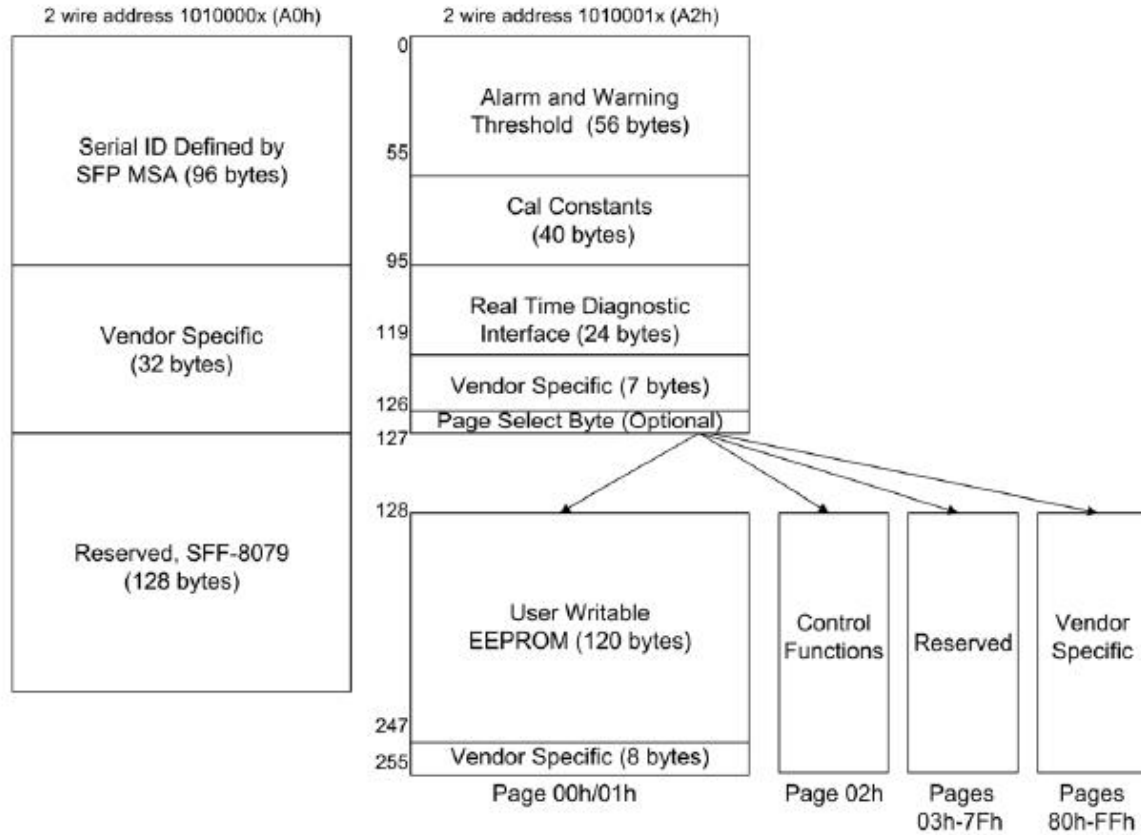 2 wire address 1010000x (A0h)
Serial ID Defined by
SFP MSA (96 bytes)
Vendor Specific
(32 bytes)
Reserved, SFF-8079
(128 bytes)
2 wire address 1010001x (A2h)
0
Alarm and Warning
Threshold (56 bytes)
55
Cal Constants
(40 bytes)
95
Real Time Diagnostic
Interface (24 bytes)
119
Vendor Specific (7 bytes)
126
Page Select Byte (Optional)
127
128
User Writable
EEPROM (120 bytes)
247
Vendor Specific (8 bytes)
255
Page 00h/01h
Control
Functions
Page 02h
Reserved
Pages
03h-7Fh
Vendor
Specific
Pages
80h-FFh